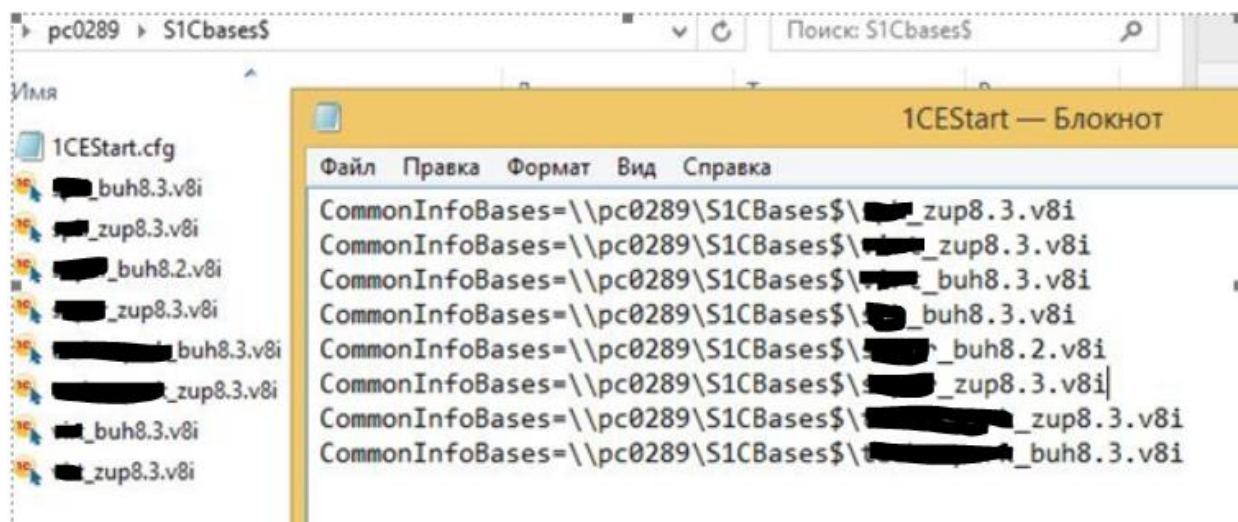 pc0289 S1Cbases$
Поиск: S1Cbases$
Имя
1CEStart.cfg
_buh8.3.v8i
_zup8.3.v8i
_buh8.2.v8i
_zup8.3.v8i
_buh8.3.v8i
_zup8.3.v8i
_buh8.3.v8i
_zup8.3.v8i
1CEStart — Блокнот
Файл Правка Формат Вид Справка
CommonInfoBases=\\pc0289\S1CBases$\ _zup8.3.v8i
CommonInfoBases=\\pc0289\S1CBases$\ _zup8.3.v8i
CommonInfoBases=\\pc0289\S1CBases$\ _buh8.3.v8i
CommonInfoBases=\\pc0289\S1CBases$\ _buh8.3.v8i
CommonInfoBases=\\pc0289\S1CBases$\ _buh8.2.v8i
CommonInfoBases=\\pc0289\S1CBases$\ _zup8.3.v8i
CommonInfoBases=\\pc0289\S1CBases$\ _zup8.3.v8i
CommonInfoBases=\\pc0289\S1CBases$\ _buh8.3.v8i